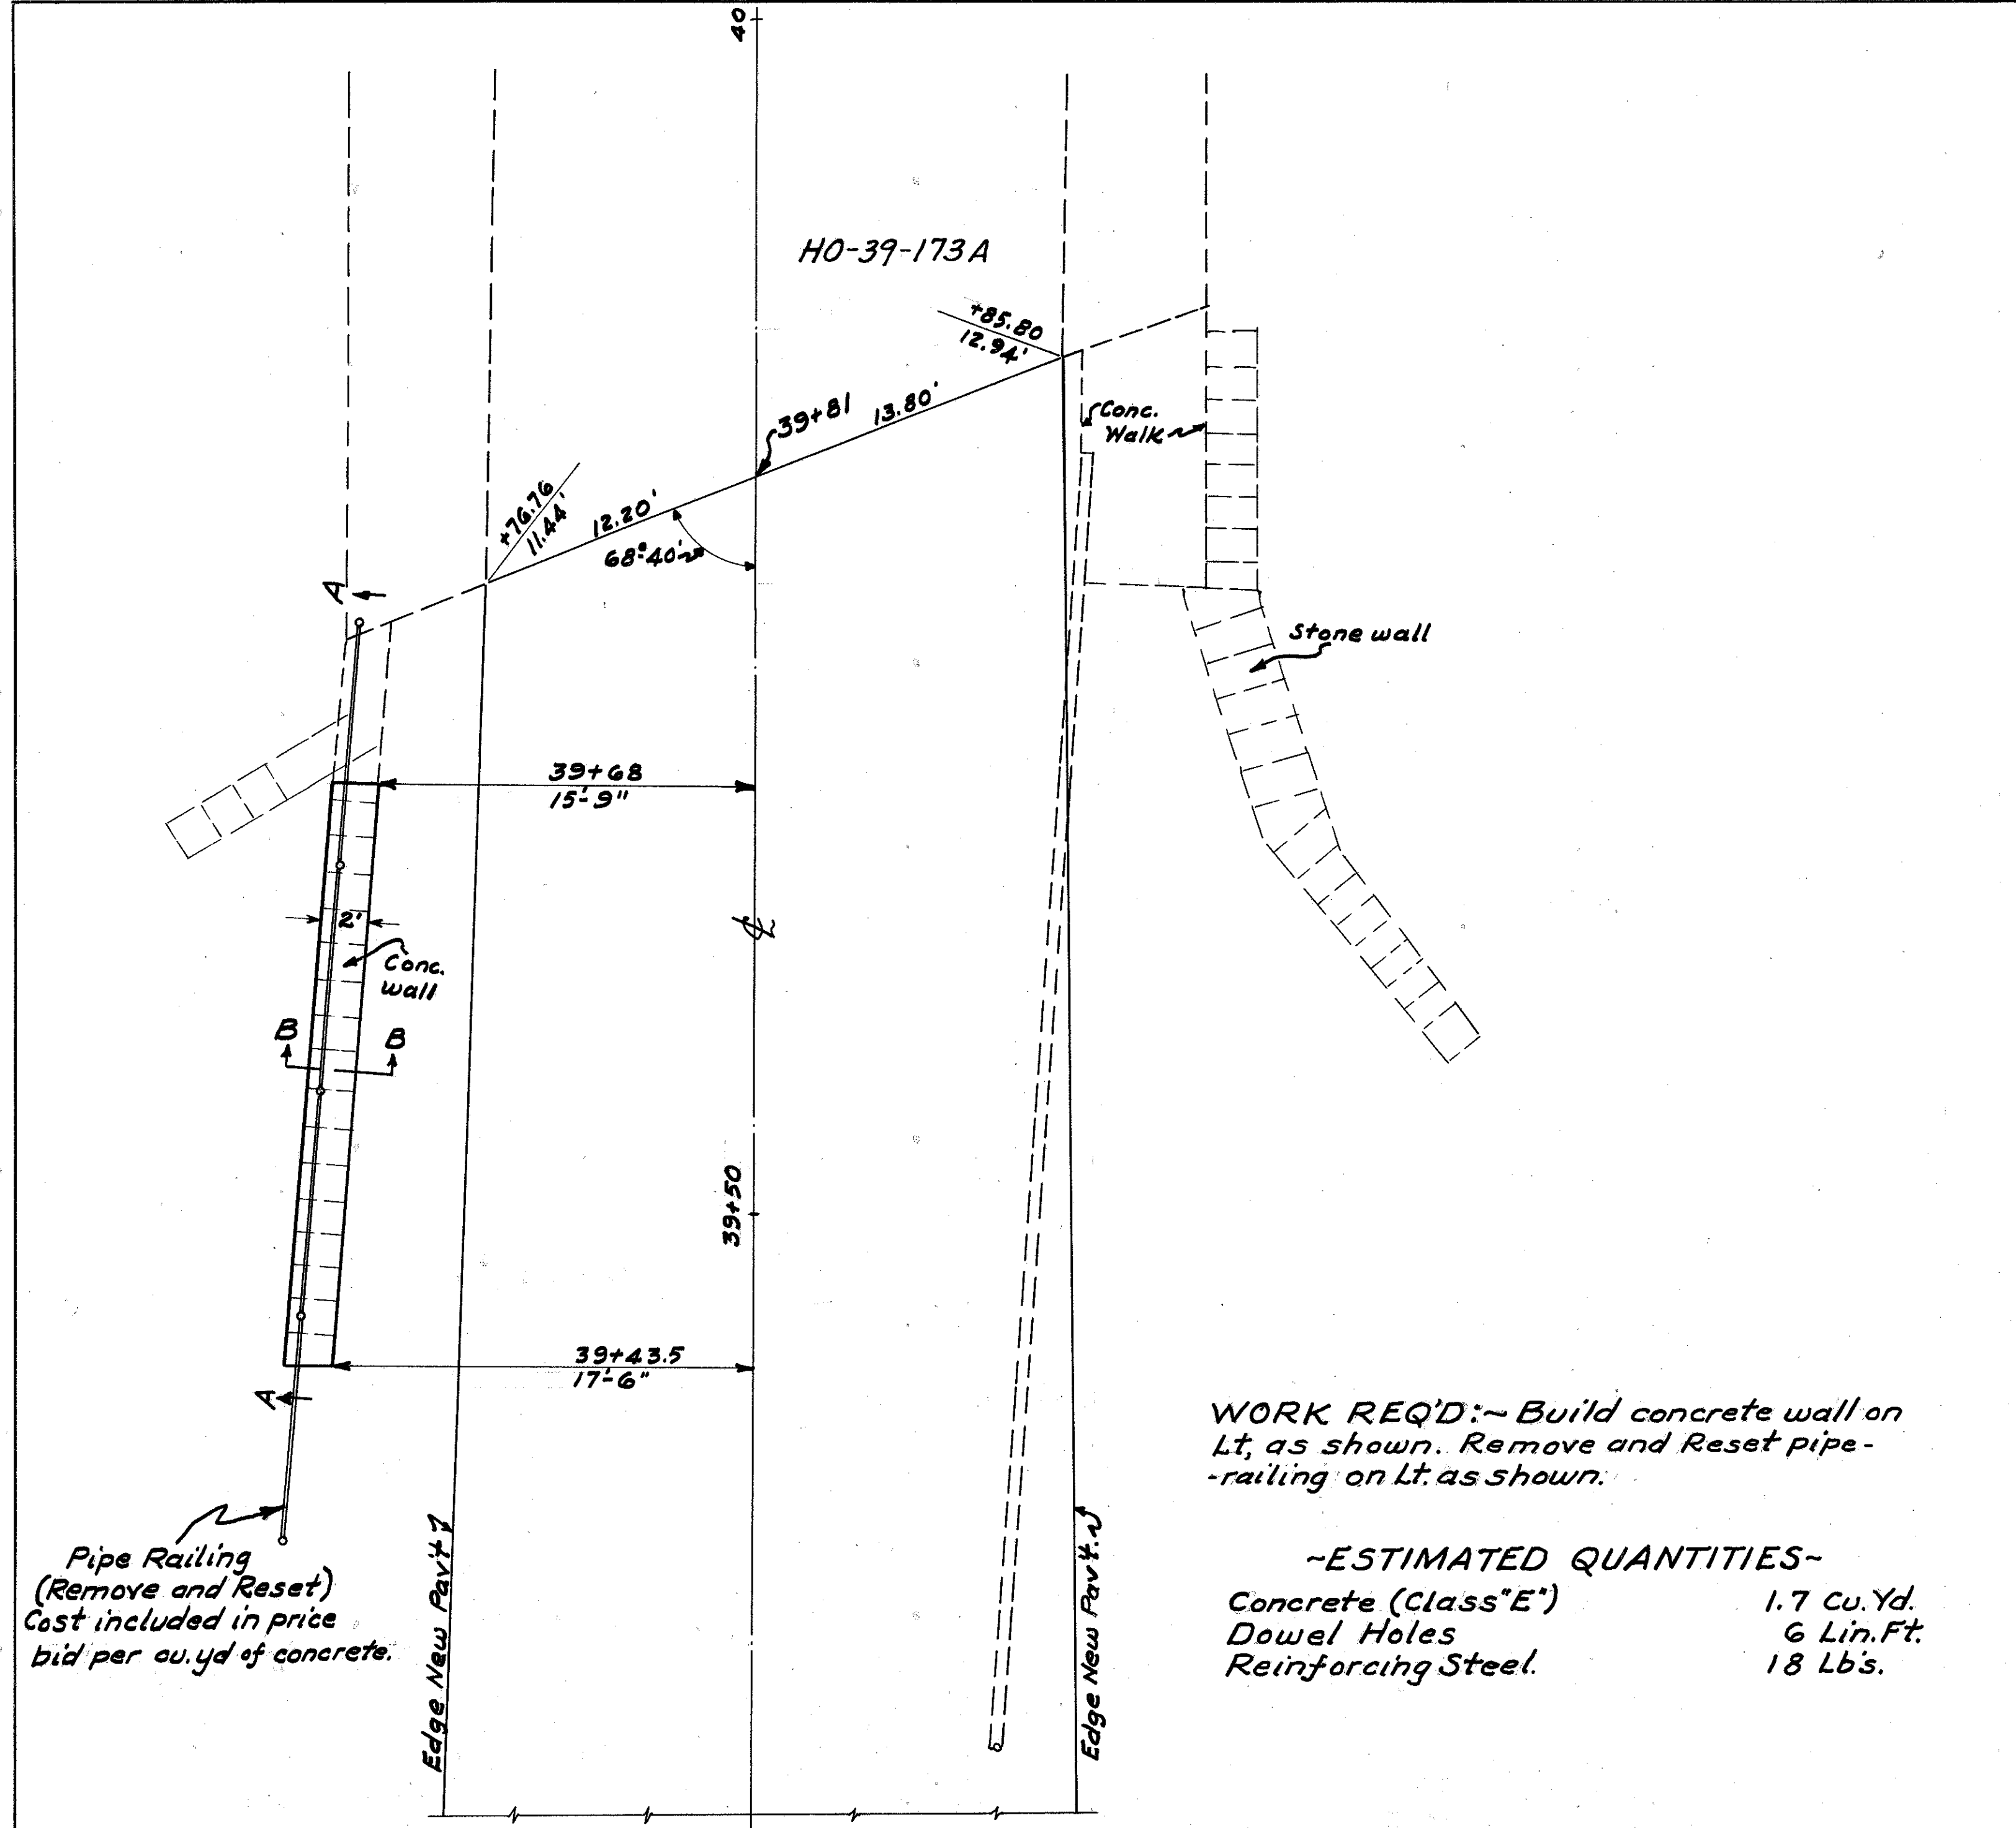 40
HO-39-173A
+85.80
12.94'
39+81
13.80'
Conc.
Walk
+76.76
11.44'
12.20'
68°40'
A
Stone wall
39+68
15'-9"
2'
℄
Conc.
wall
B
B
39+50
39+43.5
17'-6"
A
WORK REQ'D:~ Build concrete wall on
Lt, as shown. Remove and Reset pipe-
-railing on Lt. as shown.
Pipe Railing
(Remove and Reset)
Cost included in price
bid per cu.yd of concrete.
Edge New Pav't
Edge New Pav't.
~ESTIMATED QUANTITIES~
Concrete (Class "E") 1.7 Cu. Yd.
Dowel Holes 6 Lin. Ft.
Reinforcing Steel. 18 Lb's.